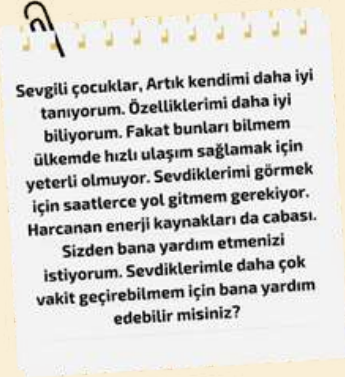 Sevgili çocuklar, Artık kendimi daha iyi
tanıyorum. Özelliklerimi daha iyi
biliyorum. Fakat bunları bilmem
ülkemde hızlı ulaşım sağlamak için
yeterli olmuyor. Sevdiklerimi görmek
için saatlerce yol gitmem gerekiyor.
Harcanan enerji kaynakları da cabası.
Sizden bana yardım etmenizi
istiyorum. Sevdiklerimle daha çok
vakit geçirebilmem için bana yardım
edebilir misiniz?